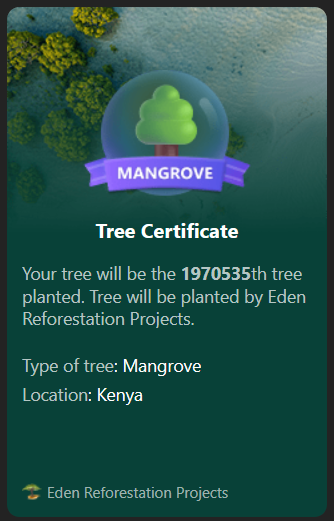 MANGROVE
Tree Certificate
Your tree will be the 1970535th tree
planted. Tree will be planted by Eden
Reforestation Projects.
Type of tree: Mangrove
Location: Kenya
Eden Reforestation Projects